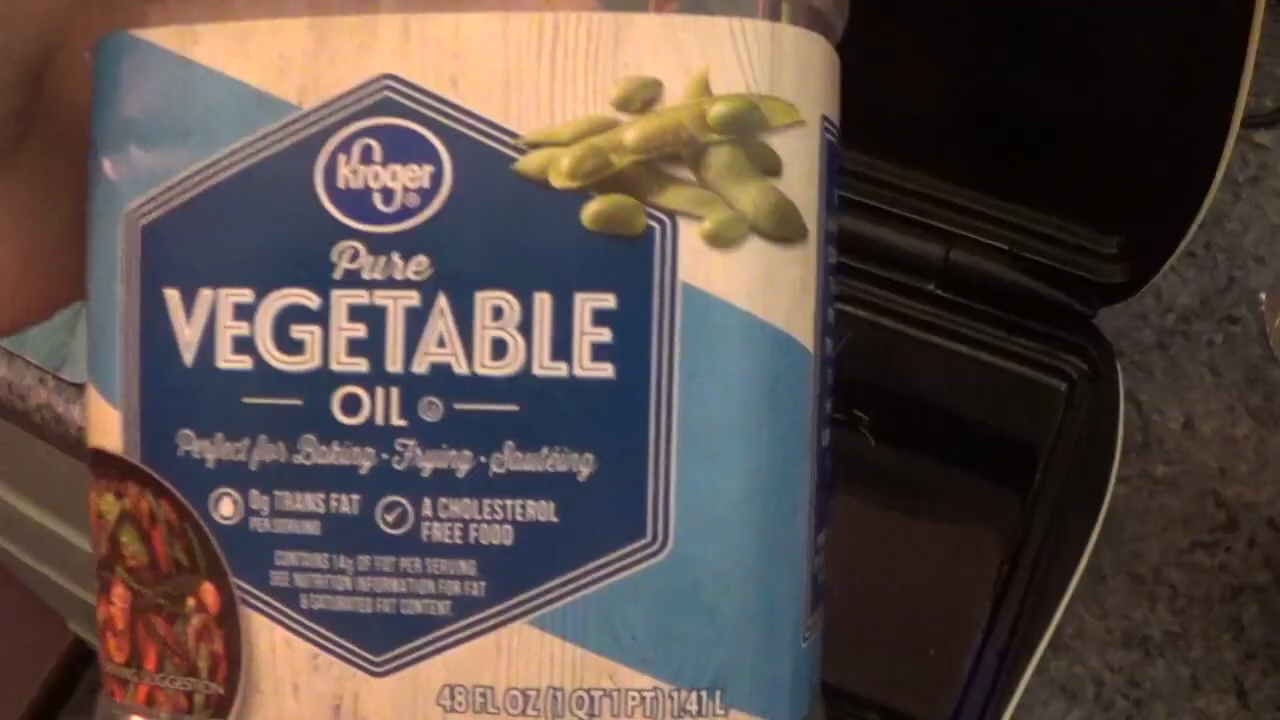 Kröger
Pure
VEGETABLE
OIL
Perfect for Baking · Frying · Sautéing
0g TRANS FAT
PER SERVING
A CHOLESTEROL
FREE FOOD
CONTAINS 14g OF FAT PER SERVING.
SEE NUTRITION INFORMATION FOR FAT
& SATURATED FAT CONTENT.
SUGGESTION
48 FL OZ (1 QT 1 PT) 1.41 L